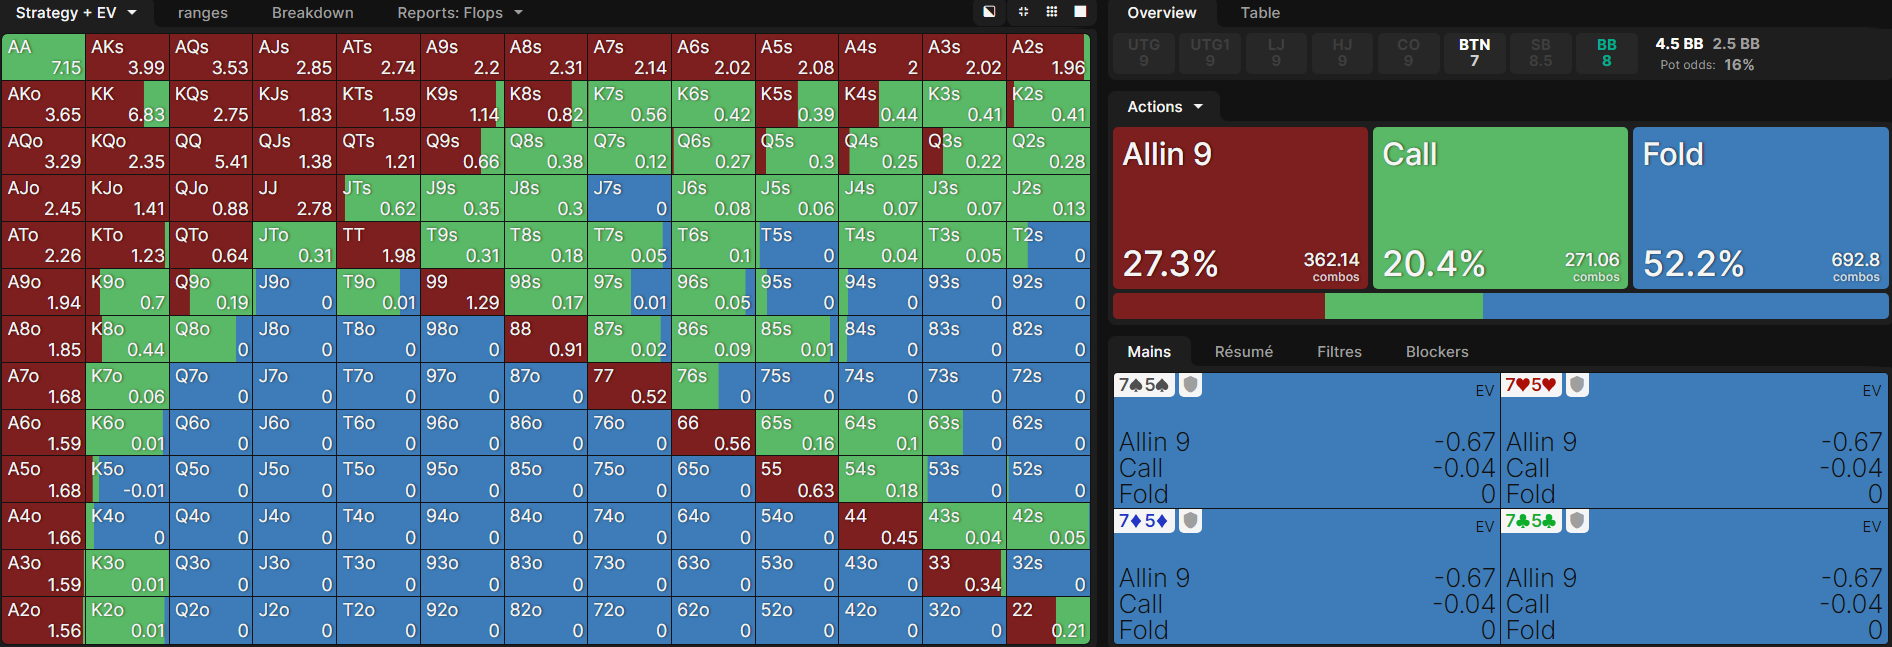 Strategy + EV ranges Breakdown Reports: Flops
AA 7.15 AKs 3.99 AQs 3.53 AJs 2.85 ATs 2.74 A9s 2.2 A8s 2.31 A7s 2.14 A6s 2.02 A5s 2.08 A4s 2 A3s 2.02 A2s 1.96
AKo 3.65 KK 6.83 KQs 2.75 KJs 1.83 KTs 1.59 K9s 1.14 K8s 0.82 K7s 0.56 K6s 0.42 K5s 0.39 K4s 0.44 K3s 0.41 K2s 0.41
AQo 3.29 KQo 2.35 QQ 5.41 QJs 1.38 QTs 1.21 Q9s 0.66 Q8s 0.38 Q7s 0.12 Q6s 0.27 Q5s 0.3 Q4s 0.25 Q3s 0.22 Q2s 0.28
AJo 2.45 KJo 1.41 QJo 0.88 JJ 2.78 JTs 0.62 J9s 0.35 J8s 0.3 J7s 0 J6s 0.08 J5s 0.06 J4s 0.07 J3s 0.07 J2s 0.13
ATo 2.26 KTo 1.23 QTo 0.64 JTo 0.31 TT 1.98 T9s 0.31 T8s 0.18 T7s 0.05 T6s 0.1 T5s 0 T4s 0.04 T3s 0.05 T2s 0
A9o 1.94 K9o 0.7 Q9o 0.19 J9o 0 T9o 0.01 99 1.29 98s 0.17 97s 0.01 96s 0.05 95s 0 94s 0 93s 0 92s 0
A8o 1.85 K8o 0.44 Q8o 0 J8o 0 T8o 0 98o 0 88 0.91 87s 0.02 86s 0.09 85s 0.01 84s 0 83s 0 82s 0
A7o 1.68 K7o 0.06 Q7o 0 J7o 0 T7o 0 97o 0 87o 0 77 0.52 76s 0 75s 0 74s 0 73s 0 72s 0
A6o 1.59 K6o 0.01 Q6o 0 J6o 0 T6o 0 96o 0 86o 0 76o 0 66 0.56 65s 0.16 64s 0.1 63s 0 62s 0
A5o 1.68 K5o -0.01 Q5o 0 J5o 0 T5o 0 95o 0 85o 0 75o 0 65o 0 55 0.63 54s 0.18 53s 0 52s 0
A4o 1.66 K4o 0 Q4o 0 J4o 0 T4o 0 94o 0 84o 0 74o 0 64o 0 54o 0 44 0.45 43s 0.04 42s 0.05
A3o 1.59 K3o 0.01 Q3o 0 J3o 0 T3o 0 93o 0 83o 0 73o 0 63o 0 53o 0 43o 0 33 0.34 32s 0
A2o 1.56 K2o 0.01 Q2o 0 J2o 0 T2o 0 92o 0 82o 0 72o 0 62o 0 52o 0 42o 0 32o 0 22 0.21
Overview Table
UTG UTG1 LJ HJ CO BTN SB BB 4.5 BB 2.5 BB
9 9 9 9 9 7 8.5 8 Pot odds: 16%
Actions
Allin 9 Call Fold
27.3% 362.14 combos 20.4% 271.06 combos 52.2% 692.8 combos
Mains Résumé Filtres Blockers
7♠5♠ EV 7♥5♥ EV
Allin 9 -0.67 Allin 9 -0.67
Call -0.04 Call -0.04
Fold 0 Fold 0
7♦5♦ EV 7♣5♣ EV
Allin 9 -0.67 Allin 9 -0.67
Call -0.04 Call -0.04
Fold 0 Fold 0